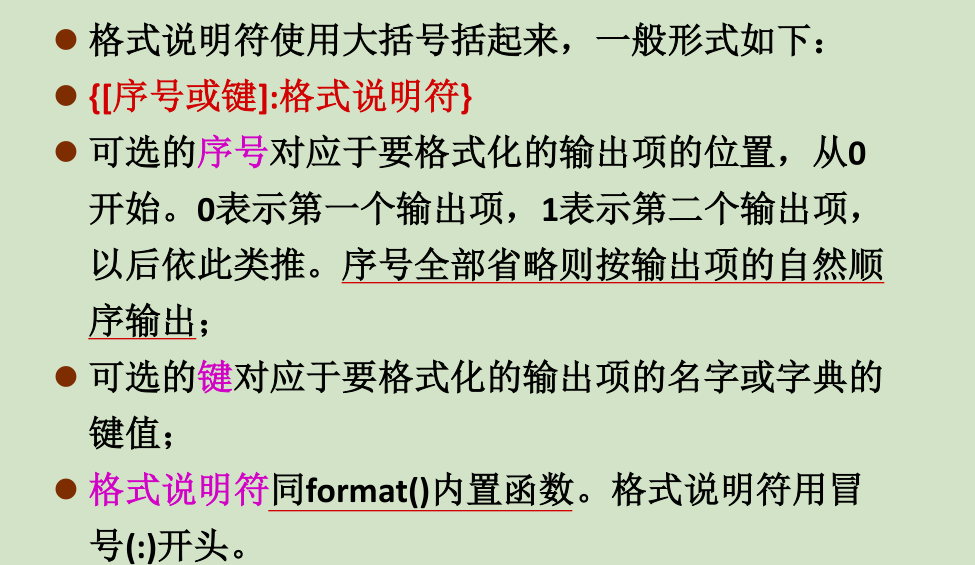 格式说明符使用大括号括起来，一般形式如下：
{[序号或键]:格式说明符}
可选的序号对应于要格式化的输出项的位置，从0
开始。0表示第一个输出项，1表示第二个输出项，
以后依此类推。序号全部省略则按输出项的自然顺
序输出；
可选的键对应于要格式化的输出项的名字或字典的
键值；
格式说明符同format()内置函数。格式说明符用冒
号(:)开头。